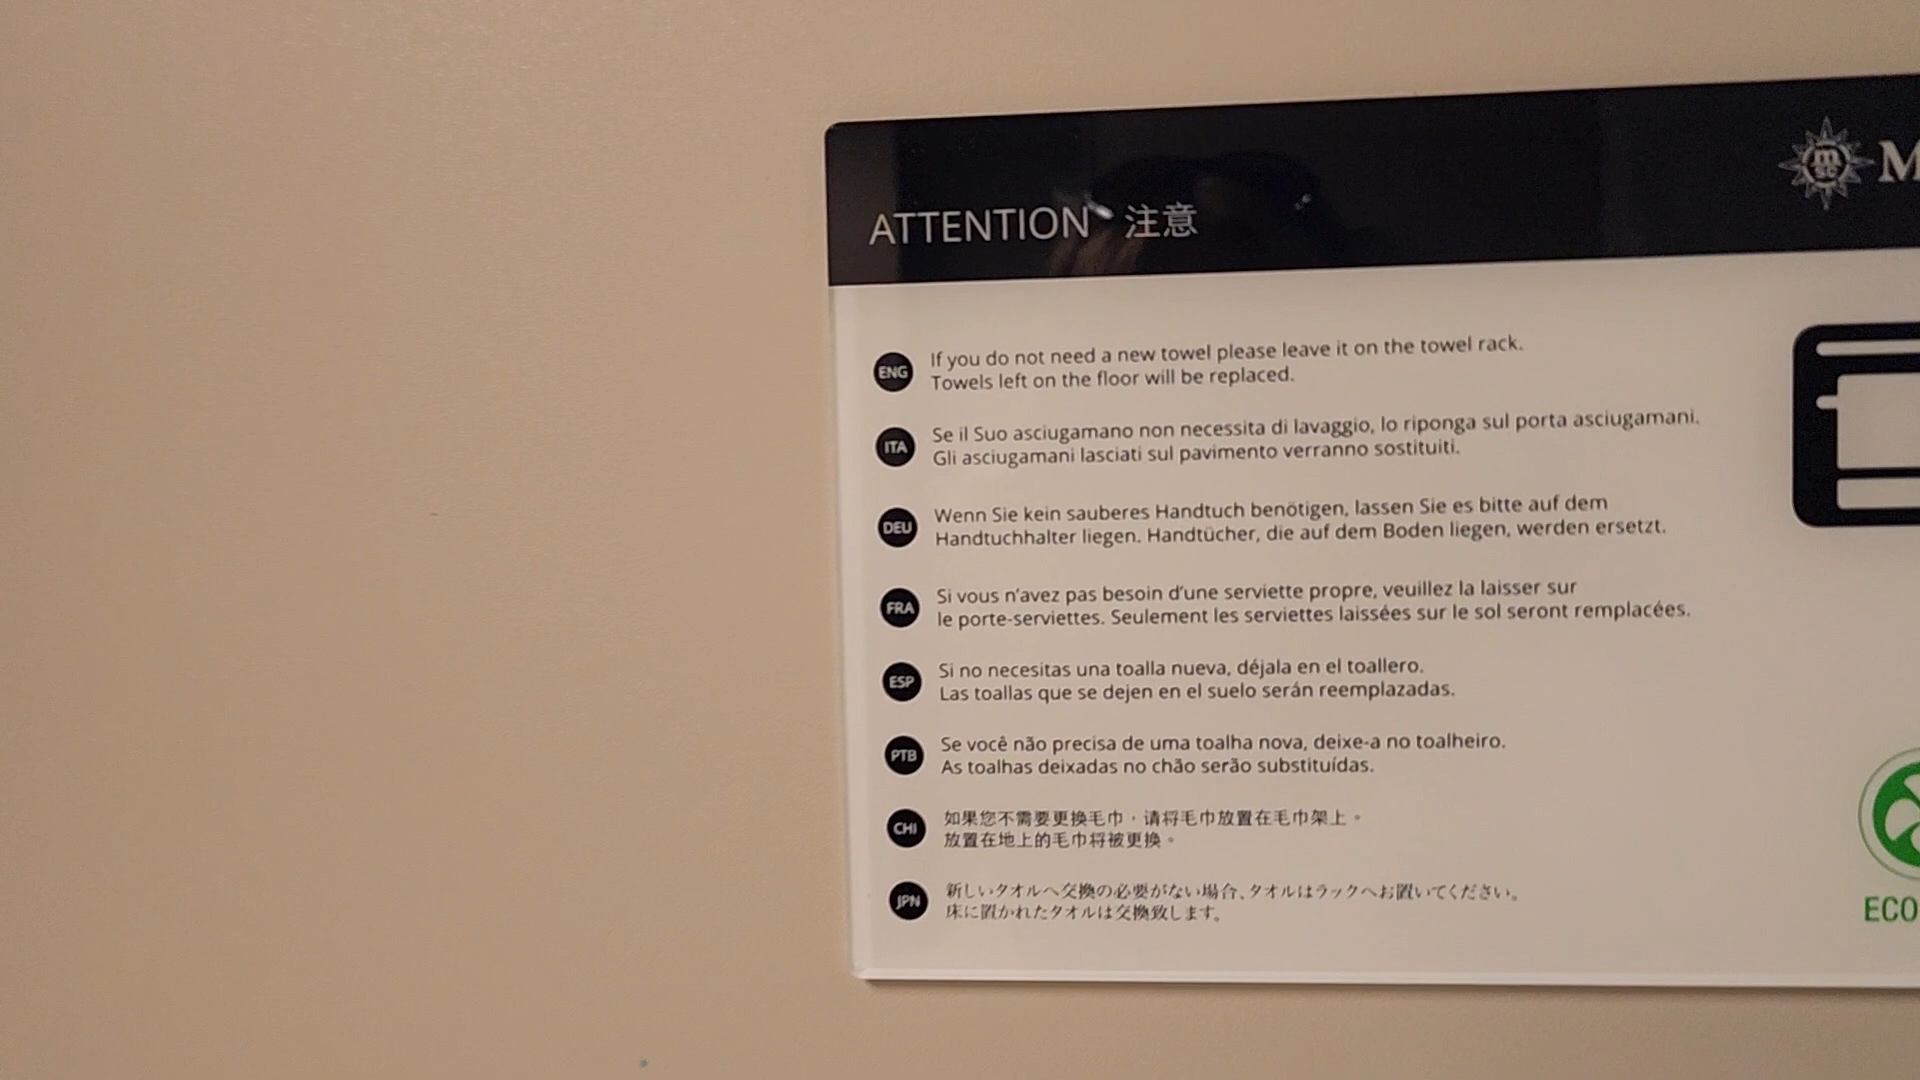 ATTENTION 注意
ENG
If you do not need a new towel please leave it on the towel rack.
Towels left on the floor will be replaced.
ITA
Se il Suo asciugamano non necessita di lavaggio, lo riponga sul porta asciugamani.
Gli asciugamani lasciati sul pavimento verranno sostituiti.
DEU
Wenn Sie kein sauberes Handtuch benötigen, lassen Sie es bitte auf dem
Handtuchhalter liegen. Handtücher, die auf dem Boden liegen, werden ersetzt.
FRA
Si vous n'avez pas besoin d'une serviette propre, veuillez la laisser sur
le porte-serviettes. Seulement les serviettes laissées sur le sol seront remplacées.
ESP
Si no necesitas una toalla nueva, déjala en el toallero.
Las toallas que se dejen en el suelo serán reemplazadas.
PTB
Se você não precisa de uma toalha nova, deixe-a no toalheiro.
As toalhas deixadas no chão serão substituídas.
CHI
如果您不需要更换毛巾，请将毛巾放置在毛巾架上。
放置在地上的毛巾将被更换。
JPN
新しいタオルへ交換の必要がない場合、タオルはラックへお置いてください。
床に置かれたタオルは交換致します。
m
sc
M
ECO